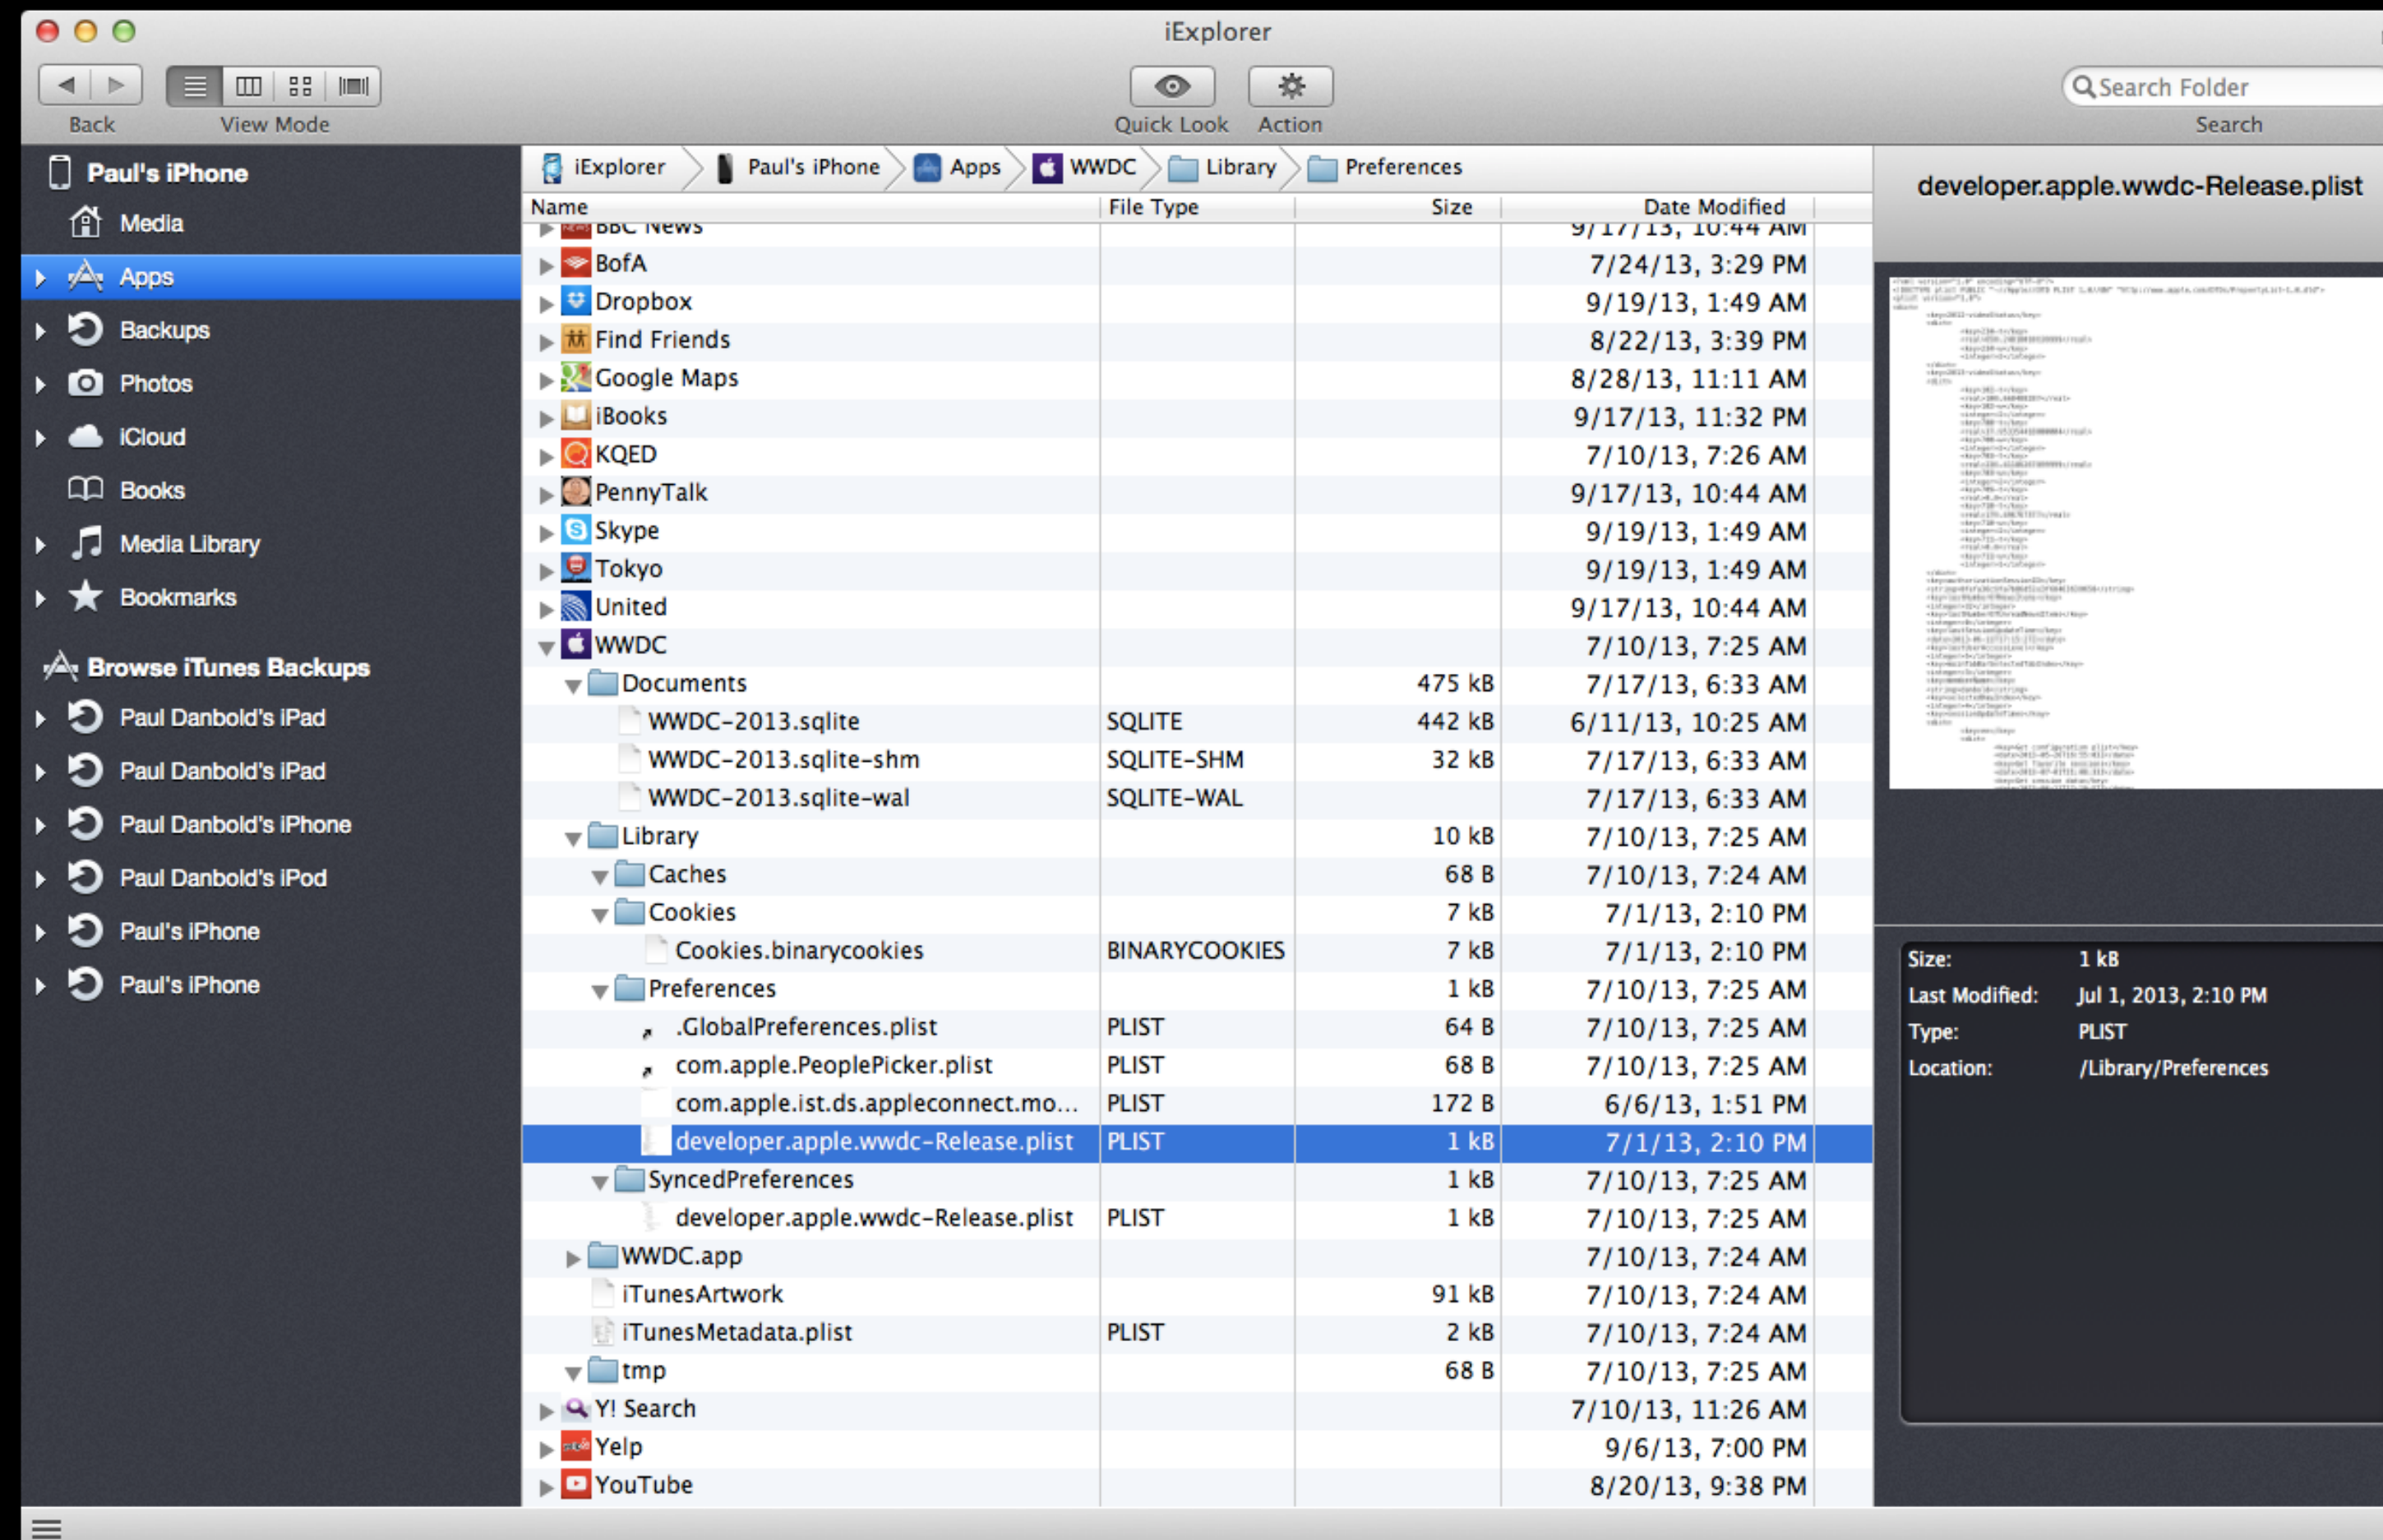 iExplorer
Back
View Mode
Quick Look
Action
Search Folder
Search
Paul's iPhone
Media
Apps
Backups
Photos
iCloud
Books
Media Library
Bookmarks
Browse iTunes Backups
Paul Danbold's iPad
Paul Danbold's iPad
Paul Danbold's iPhone
Paul Danbold's iPod
Paul's iPhone
Paul's iPhone
iExplorer Paul's iPhone Apps WWDC Library Preferences
Name File Type Size Date Modified
BBC News 9/17/13, 10:44 AM
BofA 7/24/13, 3:29 PM
Dropbox 9/19/13, 1:49 AM
Find Friends 8/22/13, 3:39 PM
Google Maps 8/28/13, 11:11 AM
iBooks 9/17/13, 11:32 PM
KQED 7/10/13, 7:26 AM
PennyTalk 9/17/13, 10:44 AM
Skype 9/19/13, 1:49 AM
Tokyo 9/19/13, 1:49 AM
United 9/17/13, 10:44 AM
WWDC 7/10/13, 7:25 AM
Documents 475 kB 7/17/13, 6:33 AM
WWDC-2013.sqlite SQLITE 442 kB 6/11/13, 10:25 AM
WWDC-2013.sqlite-shm SQLITE-SHM 32 kB 7/17/13, 6:33 AM
WWDC-2013.sqlite-wal SQLITE-WAL 7/17/13, 6:33 AM
Library 10 kB 7/10/13, 7:25 AM
Caches 68 B 7/10/13, 7:24 AM
Cookies 7 kB 7/1/13, 2:10 PM
Cookies.binarycookies BINARYCOOKIES 7 kB 7/1/13, 2:10 PM
Preferences 1 kB 7/10/13, 7:25 AM
.GlobalPreferences.plist PLIST 64 B 7/10/13, 7:25 AM
com.apple.PeoplePicker.plist PLIST 68 B 7/10/13, 7:25 AM
com.apple.ist.ds.appleconnect.mo... PLIST 172 B 6/6/13, 1:51 PM
developer.apple.wwdc-Release.plist PLIST 1 kB 7/1/13, 2:10 PM
SyncedPreferences 1 kB 7/10/13, 7:25 AM
developer.apple.wwdc-Release.plist PLIST 1 kB 7/10/13, 7:25 AM
WWDC.app 7/10/13, 7:24 AM
iTunesArtwork 91 kB 7/10/13, 7:24 AM
iTunesMetadata.plist PLIST 2 kB 7/10/13, 7:24 AM
tmp 68 B 7/10/13, 7:25 AM
Y! Search 7/10/13, 11:26 AM
Yelp 9/6/13, 7:00 PM
YouTube 8/20/13, 9:38 PM
developer.apple.wwdc-Release.plist
Size: 1 kB
Last Modified: Jul 1, 2013, 2:10 PM
Type: PLIST
Location: /Library/Preferences